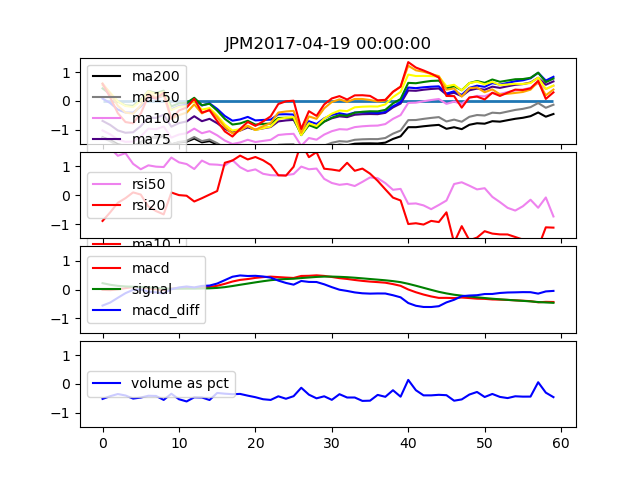 JPM2017-04-19 00:00:00
1
0
−1
ma200
ma150
ma100
ma75
1
0
−1
rsi50
rsi20
ma10
1
0
−1
macd
signal
macd_diff
1
0
−1
volume as pct
0 10 20 30 40 50 60